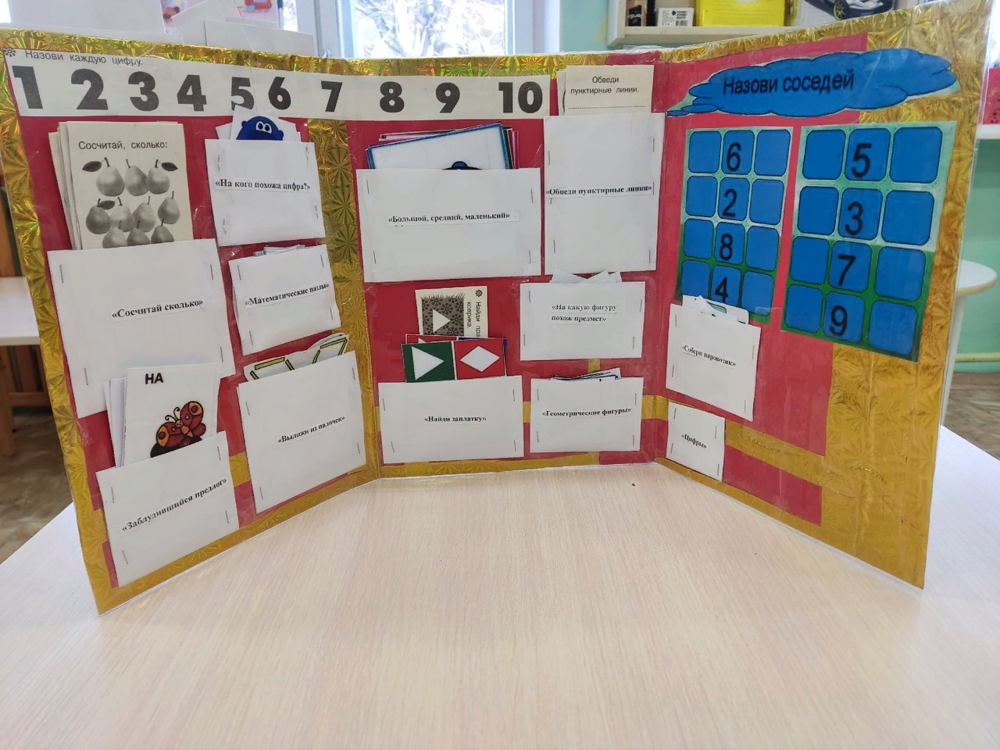 Назови каждую цифру.
1 2 3 4 5 6 7 8 9 10
Сосчитай, сколько:
«На кого похожа цифра?»
«Сосчитай сколько»
«Математические пазлы»
НА
«Заблудившийся предлог»
«Выложи из палочек»
«Большой, средний, маленький»
Обведи
пунктирные линии.
«Обведи пунктирные линии»
Найди
коврика.
«На какую фигуру
похож предмет»
«Найди заплатку»
«Геометрические фигуры»
Назови соседей
6
2
8
4
5
3
7
9
«Собери паровозик»
«Цифры»